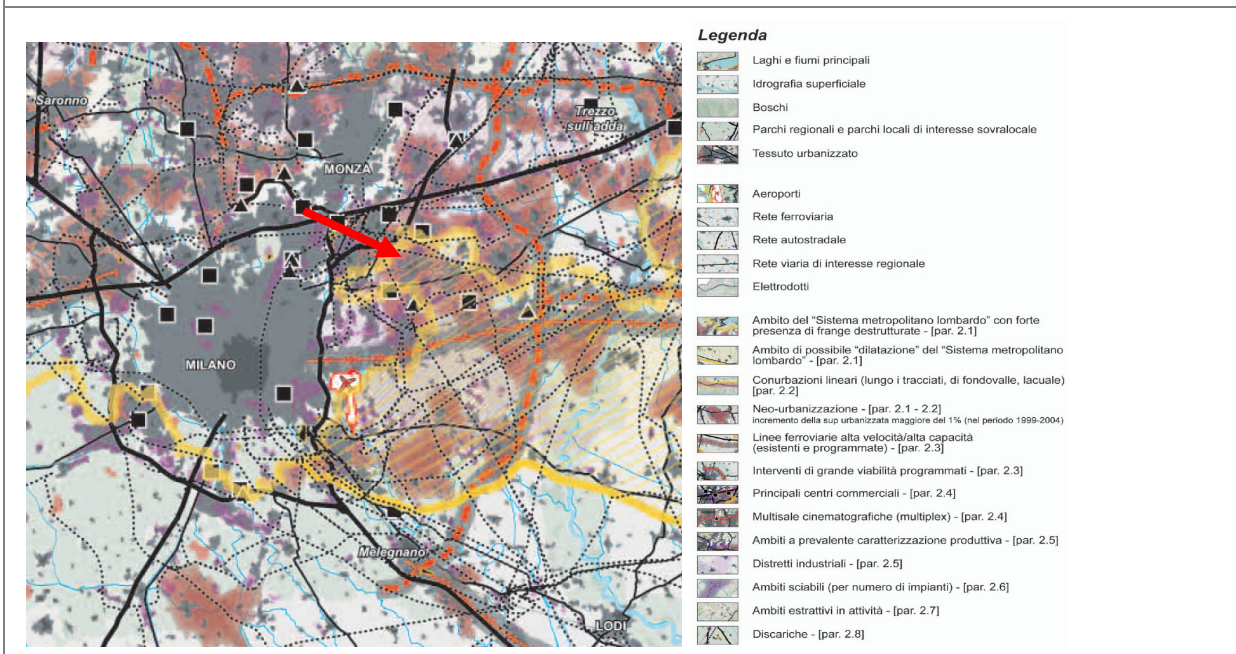 Legenda
Laghi e fiumi principali
Idrografia superficiale
Boschi
Parchi regionali e parchi locali di interesse sovralocale
Tessuto urbanizzato
Aeroporti
Rete ferroviaria
Rete autostradale
Rete viaria di interesse regionale
Elettrodotti
Ambito del "Sistema metropolitano lombardo" con forte
presenza di frange destrutturate - [par. 2.1]
Ambito di possibile "dilatazione" del "Sistema metropolitano
lombardo" - [par. 2.1]
Conurbazioni lineari (lungo i tracciati, di fondovalle, lacuale)
[par. 2.2]
Neo-urbanizzazione - [par. 2.1 - 2.2]
incremento della sup urbanizzata maggiore del 1% (nel periodo 1999-2004)
Linee ferroviarie alta velocità/alta capacità
(esistenti e programmate) - [par. 2.3]
Interventi di grande viabilità programmati - [par. 2.3]
Principali centri commerciali - [par. 2.4]
Multisale cinematografiche (multiplex) - [par. 2.4]
Ambiti a prevalente caratterizzazione produttiva - [par. 2.5]
Distretti industriali - [par. 2.5]
Ambiti sciabili (per numero di impianti) - [par. 2.6]
Ambiti estrattivi in attività - [par. 2.7]
Discariche - [par. 2.8]
Saronno
Trezzo
sull'adda
MONZA
MILANO
Melegnano
LODI